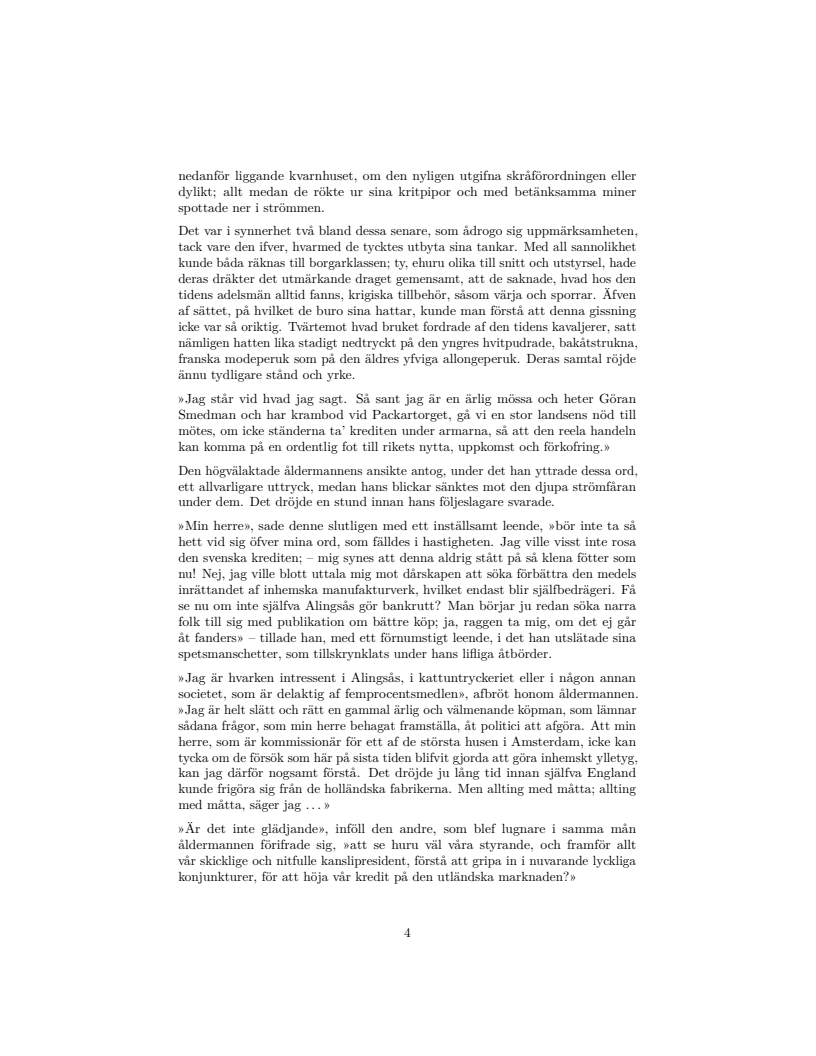 nedanför liggande kvarnhuset, om den nyligen utgifna skråförordningen eller
dylikt; allt medan de rökte ur sina kritpipor och med betänksamma miner
spottade ner i strömmen.
Det var i synnerhet två bland dessa senare, som ådrogo sig uppmärksamheten,
tack vare den ifver, hvarmed de tycktes utbyta sina tankar. Med all sannolikhet
kunde båda räknas till borgarklassen; ty, ehuru olika till snitt och utstyrsel, hade
deras dräkter det utmärkande draget gemensamt, att de saknade, hvad hos den
tidens adelsmän alltid fanns, krigiska tillbehör, såsom värja och sporrar. Äfven
af sättet, på hvilket de buro sina hattar, kunde man förstå att denna gissning
icke var så oriktig. Tvärtemot hvad bruket fordrade af den tidens kavaljerer, satt
nämligen hatten lika stadigt nedtryckt på den yngres hvitpudrade, bakåtstrukna,
franska modeperuk som på den äldres yfviga allongeperuk. Deras samtal röjde
ännu tydligare stånd och yrke.
»Jag står vid hvad jag sagt. Så sant jag är en ärlig mössa och heter Göran
Smedman och har krambod vid Packartorget, gå vi en stor landsens nöd till
mötes, om icke ständerna ta' krediten under armarna, så att den reela handeln
kan komma på en ordentlig fot till rikets nytta, uppkomst och förkofring.»
Den högvälaktade åldermannens ansikte antog, under det han yttrade dessa ord,
ett allvarligare uttryck, medan hans blickar sänktes mot den djupa strömfåran
under dem. Det dröjde en stund innan hans följeslagare svarade.
»Min herre», sade denne slutligen med ett inställsamt leende, »bör inte ta så
hett vid sig öfver mina ord, som fälldes i hastigheten. Jag ville visst inte rosa
den svenska krediten; – mig synes att denna aldrig stått på så klena fötter som
nu! Nej, jag ville blott uttala mig mot dårskapen att söka förbättra den medels
inrättandet af inhemska manufakturverk, hvilket endast blir själfbedrägeri. Få
se nu om inte själfva Alingsås gör bankrutt? Man börjar ju redan söka narra
folk till sig med publikation om bättre köp; ja, raggen ta mig, om det ej går
åt fanders» – tillade han, med ett förnumstigt leende, i det han utslätade sina
spetsmanschetter, som tillskrynklats under hans lifliga åtbörder.
»Jag är hvarken intressent i Alingsås, i kattuntryckeriet eller i någon annan
societet, som är delaktig af femprocentsmedlen», afbröt honom åldermannen.
»Jag är helt slätt och rätt en gammal ärlig och välmenande köpman, som lämnar
sådana frågor, som min herre behagat framställa, åt politici att afgöra. Att min
herre, som är kommissionär för ett af de största husen i Amsterdam, icke kan
tycka om de försök som här på sista tiden blifvit gjorda att göra inhemskt ylletyg,
kan jag därför nogsamt förstå. Det dröjde ju lång tid innan själfva England
kunde frigöra sig från de holländska fabrikerna. Men allting med måtta; allting
med måtta, säger jag . . . »
»Är det inte glädjande», inföll den andre, som blef lugnare i samma mån
åldermannen förifrade sig, »att se huru väl våra styrande, och framför allt
vår skicklige och nitfulle kanslipresident, förstå att gripa in i nuvarande lyckliga
konjunkturer, för att höja vår kredit på den utländska marknaden?»
4